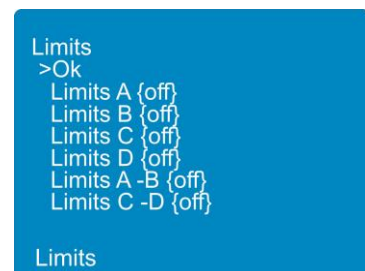 Limits
>Ok
Limits A {off}
Limits B {off}
Limits C {off}
Limits D {off}
Limits A -B {off}
Limits C -D {off}
Limits